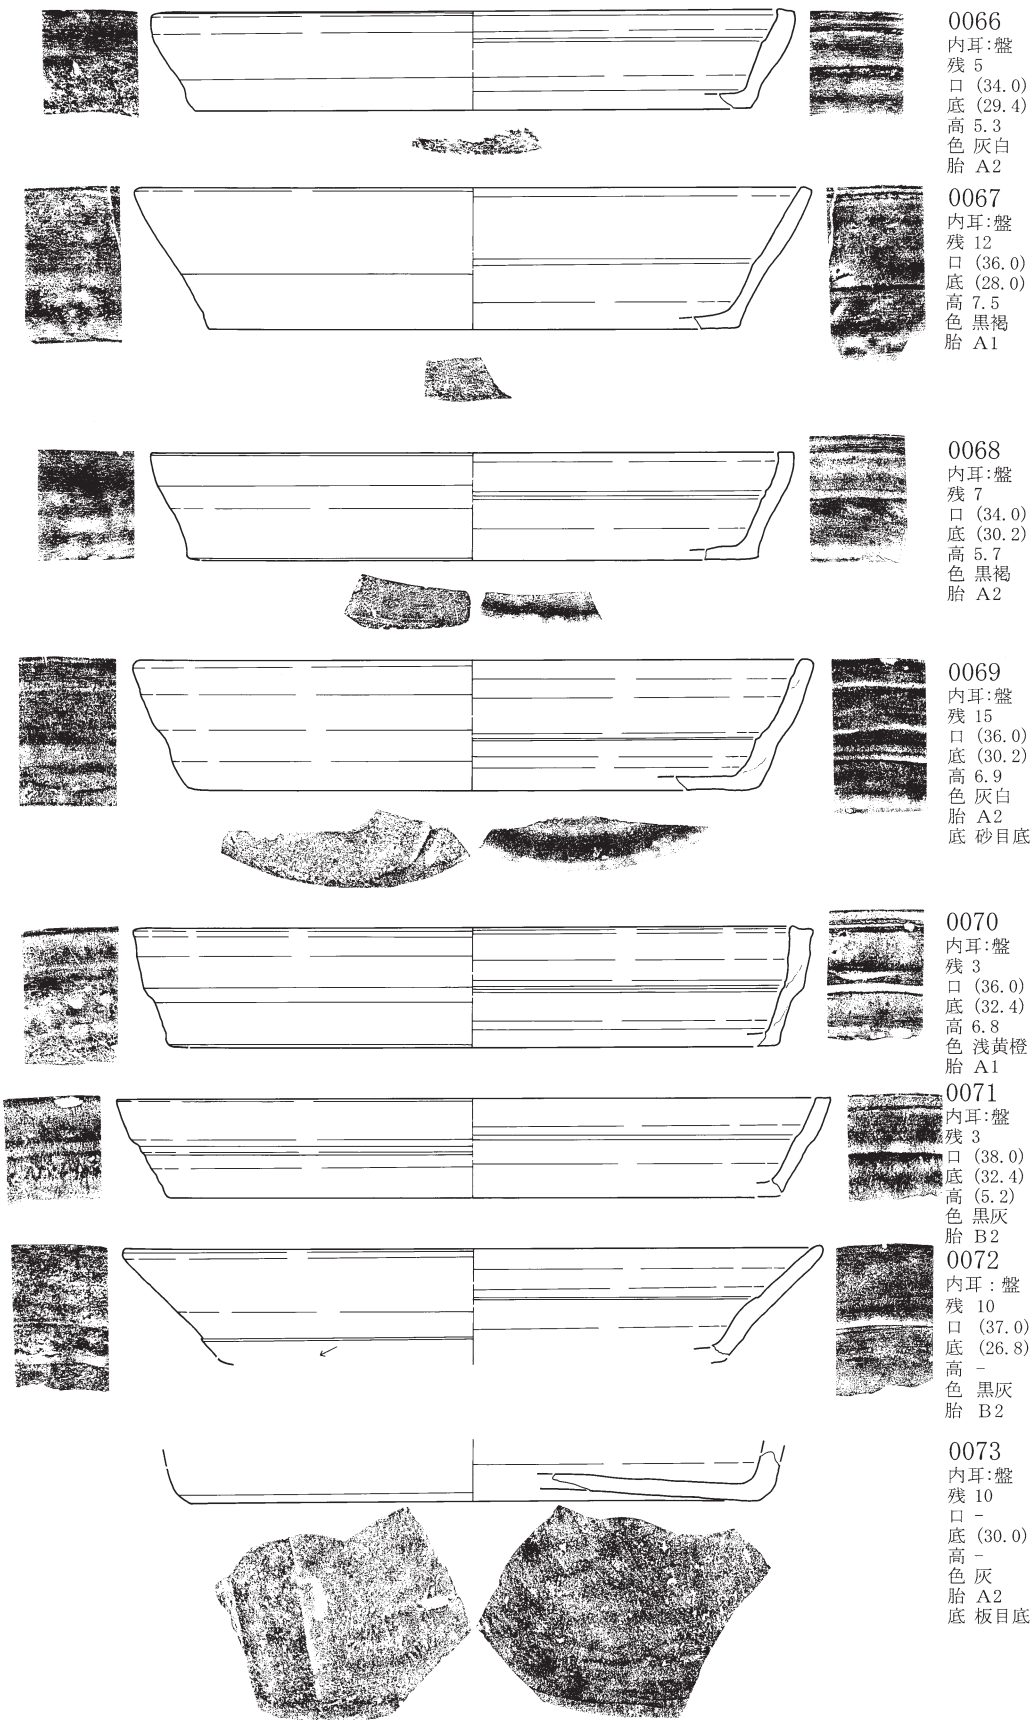 0066
内耳:盤
残 5
口 (34.0)
底 (29.4)
高 5.3
色 灰白
胎 A2
0067
内耳:盤
残 12
口 (36.0)
底 (28.0)
高 7.5
色 黒褐
胎 A1
0068
内耳:盤
残 7
口 (34.0)
底 (30.2)
高 5.7
色 黒褐
胎 A2
0069
内耳:盤
残 15
口 (36.0)
底 (30.2)
高 6.9
色 灰白
胎 A2
底 砂目底
0070
内耳:盤
残 3
口 (36.0)
底 (32.4)
高 6.8
色 浅黄橙
胎 A1
0071
内耳:盤
残 3
口 (38.0)
底 (32.4)
高 (5.2)
色 黒灰
胎 B2
0072
内耳:盤
残 10
口 (37.0)
底 (26.8)
高 -
色 黒灰
胎 B2
0073
内耳:盤
残 10
口 -
底 (30.0)
高 -
色 灰
胎 A2
底 板目底